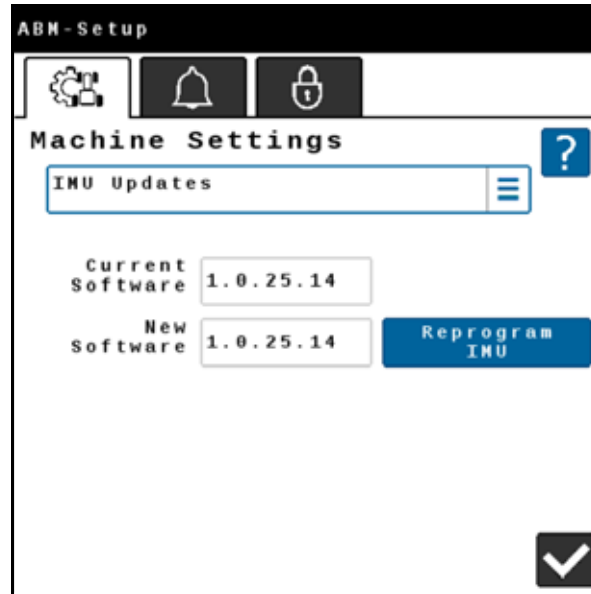 ABM-Setup
Machine Settings
?
IMU Updates
Current
Software
1.0.25.14
New
Software
1.0.25.14
Reprogram
IMU